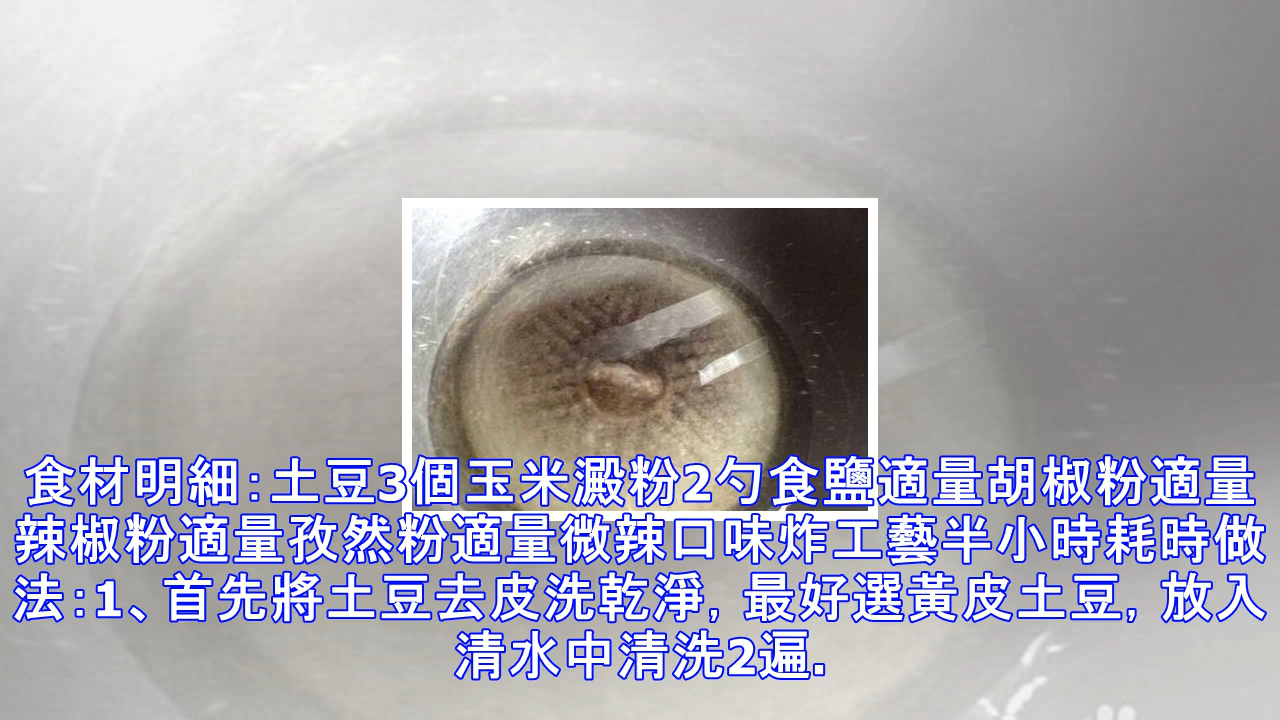 食材明細:土豆3個玉米澱粉2勺食鹽適量胡椒粉適量
辣椒粉適量孜然粉適量微辣口味炸工藝半小時耗時做
法:1、首先將土豆去皮洗乾淨, 最好選黃皮土豆, 放入
清水中清洗2遍.